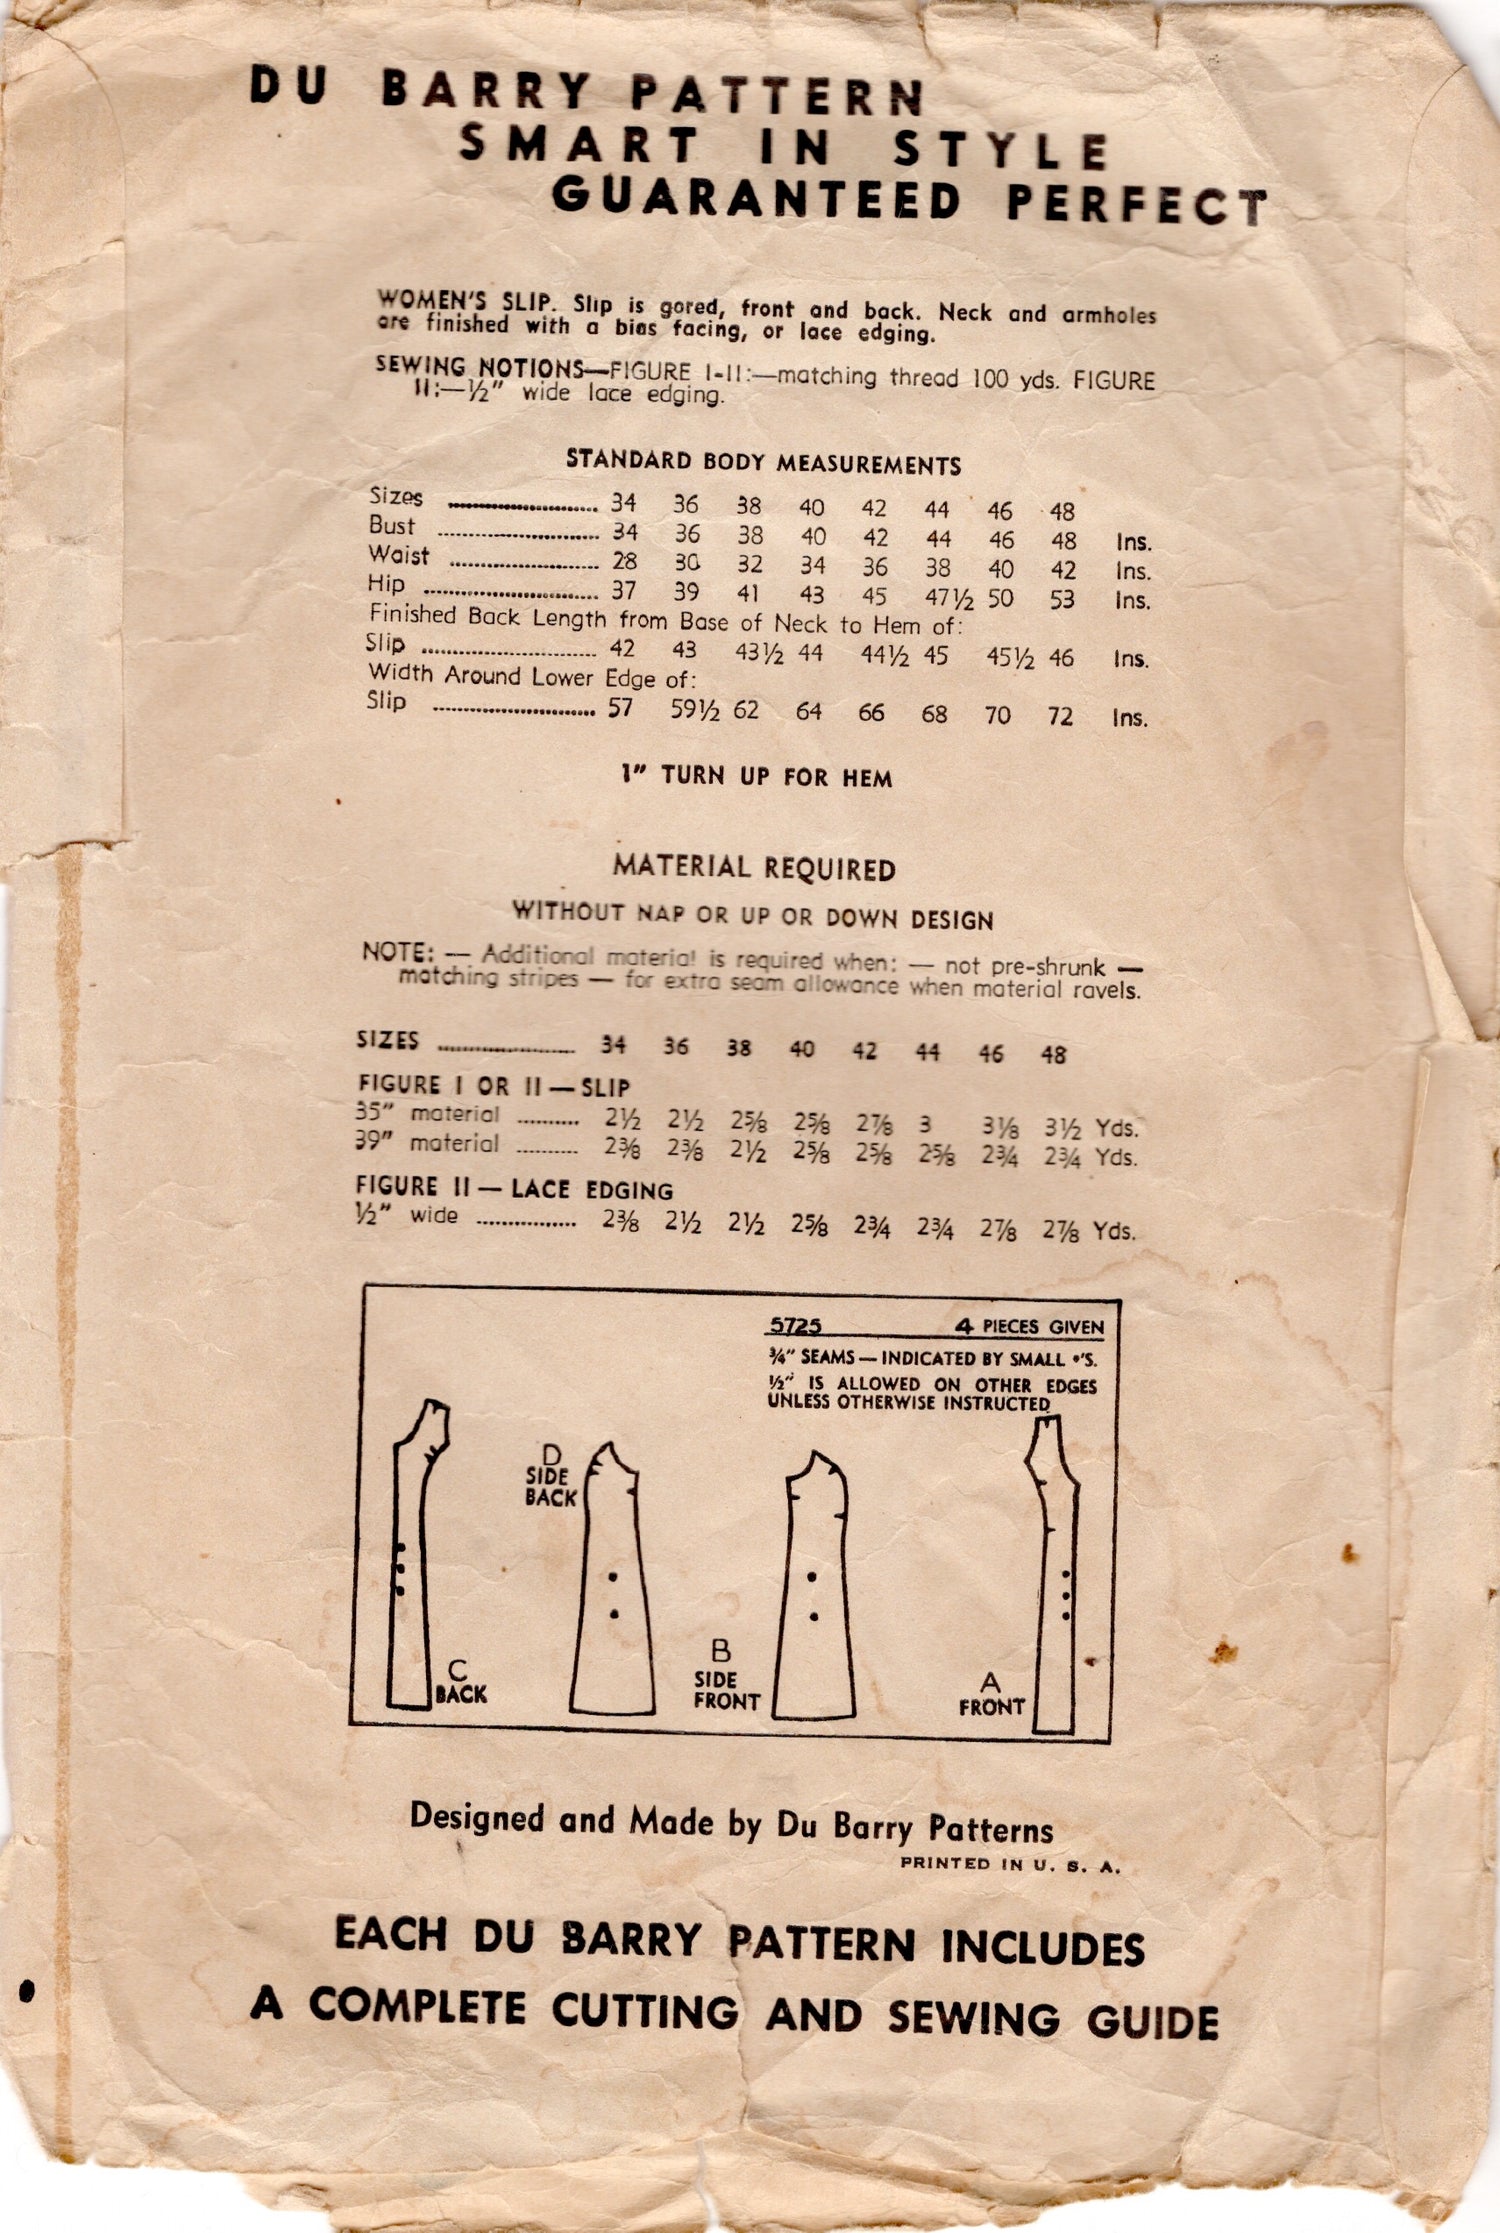 DU BARRY PATTERN
SMART IN STYLE
GUARANTEED PERFECT
WOMEN'S SLIP. Slip is gored, front and back. Neck and armholes
are finished with a bias facing, or lace edging.
SEWING NOTIONS—FIGURE I-II:—matching thread 100 yds. FIGURE
II:—½" wide lace edging.
STANDARD BODY MEASUREMENTS
Sizes ........................ 34 36 38 40 42 44 46 48
Bust ........................ 34 36 38 40 42 44 46 48 Ins.
Waist ........................ 28 30 32 34 36 38 40 42 Ins.
Hip ........................ 37 39 41 43 45 47½ 50 53 Ins.
Finished Back Length from Base of Neck to Hem of:
Slip ........................ 42 43 43½ 44 44½ 45 45½ 46 Ins.
Width Around Lower Edge of:
Slip ........................ 57 59½ 62 64 66 68 70 72 Ins.
1" TURN UP FOR HEM
MATERIAL REQUIRED
WITHOUT NAP OR UP OR DOWN DESIGN
NOTE: — Additional material is required when: — not pre-shrunk —
matching stripes — for extra seam allowance when material ravels.
SIZES ........................ 34 36 38 40 42 44 46 48
FIGURE I OR II — SLIP
35" material .......... 2½ 2½ 2⅝ 2⅝ 2⅞ 3 3⅛ 3½ Yds.
39" material .......... 2⅜ 2⅜ 2½ 2⅝ 2⅝ 2⅝ 2¾ 2¾ Yds.
FIGURE II — LACE EDGING
½" wide ................ 2⅜ 2½ 2½ 2⅝ 2¾ 2¾ 2⅞ 2⅞ Yds.
5725 4 PIECES GIVEN
¾" SEAMS — INDICATED BY SMALL •'S.
½" IS ALLOWED ON OTHER EDGES
UNLESS OTHERWISE INSTRUCTED
D
SIDE
BACK
C
BACK
B
SIDE
FRONT
A
FRONT
Designed and Made by Du Barry Patterns
PRINTED IN U. S. A.
EACH DU BARRY PATTERN INCLUDES
A COMPLETE CUTTING AND SEWING GUIDE